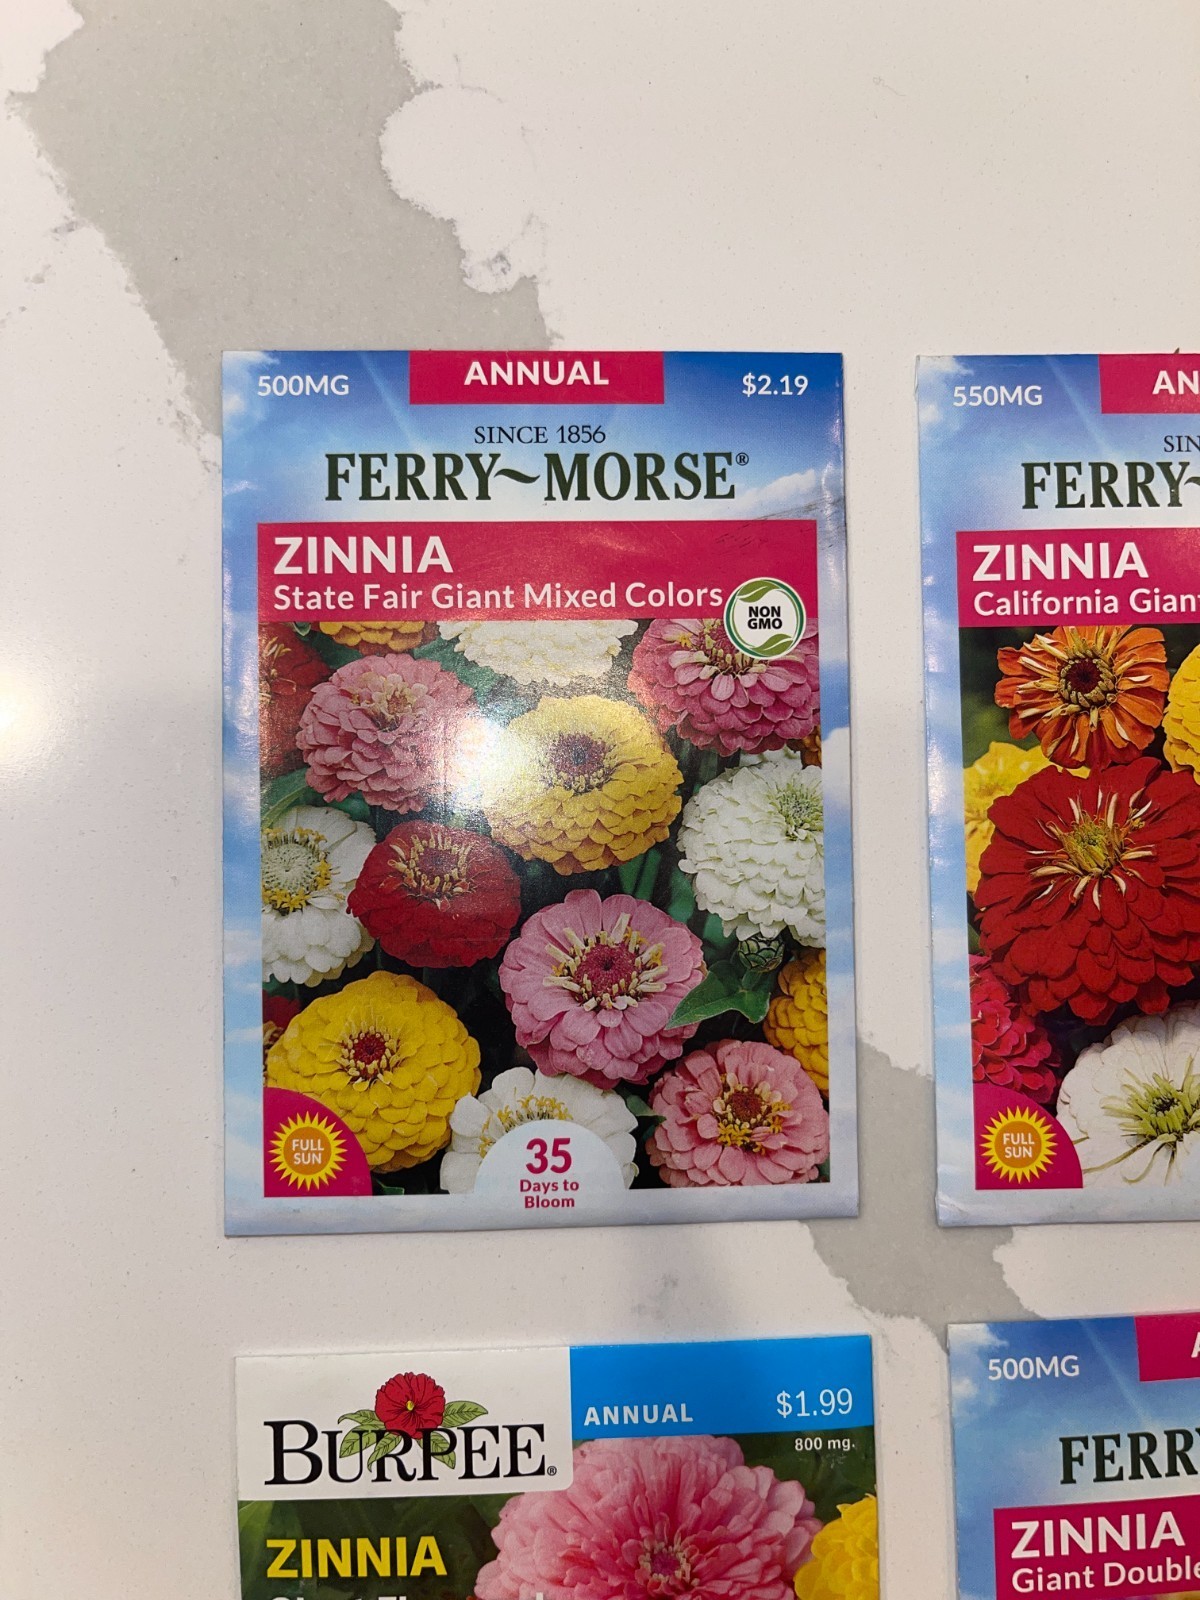 500MG
ANNUAL
$2.19
SINCE 1856
FERRY~MORSE®
ZINNIA
State Fair Giant Mixed Colors
NON
GMO
FULL
SUN
35
Days to
Bloom
550MG
FERRY~
ZINNIA
California
FULL
SUN
BURPEE®
ANNUAL
$1.99
800 mg.
ZINNIA
500MG
ZINNIA
Giant Double